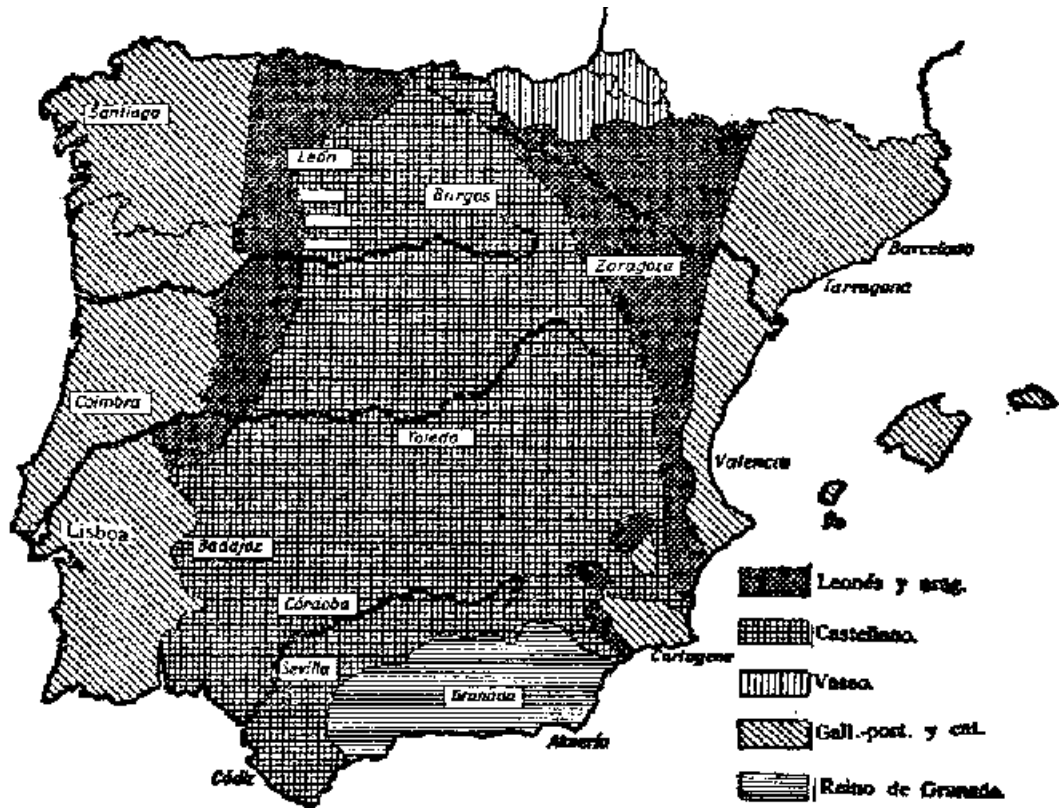 Santiago
León
Burgos
Zaragoza
Barcelona
Tarragona
Coimbra
Toledo
Valencia
Lisboa
Badajoz
Córdoba
Sevilla
Granada
Cartagena
Almería
Cádiz
Leonés y arag.
Castellano.
Vasco.
Gall.-port. y cat.
Reino de Granada.